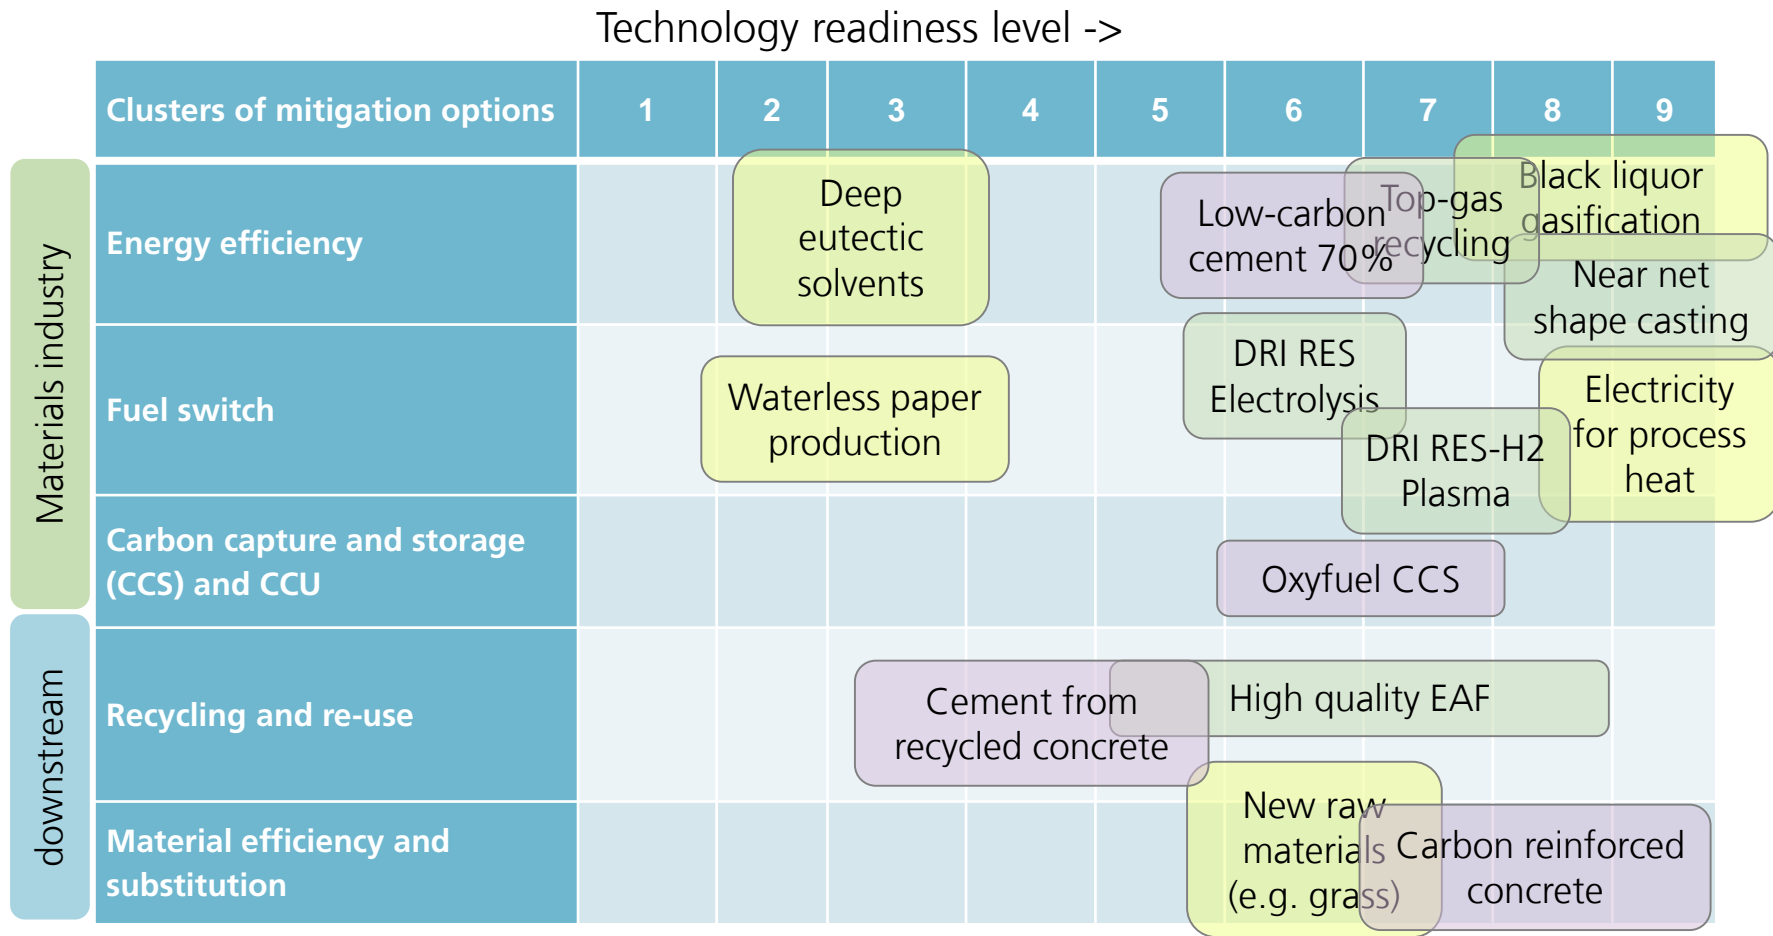 Technology readiness level ->
Clusters of mitigation options 1 2 3 4 5 6 7 8 9
Materials industry
Energy efficiency
Deep
eutectic
solvents
Low-carbon
cement 70%
Top-gas
recycling
Black liquor
gasification
Near net
shape casting
Fuel switch
Waterless paper
production
DRI RES
Electrolysis
DRI RES-H2
Plasma
Electricity
for process
heat
Carbon capture and storage
(CCS) and CCU
Oxyfuel CCS
downstream
Recycling and re-use
Cement from
recycled concrete
High quality EAF
Material efficiency and
substitution
New raw
materials
(e.g. grass)
Carbon reinforced
concrete